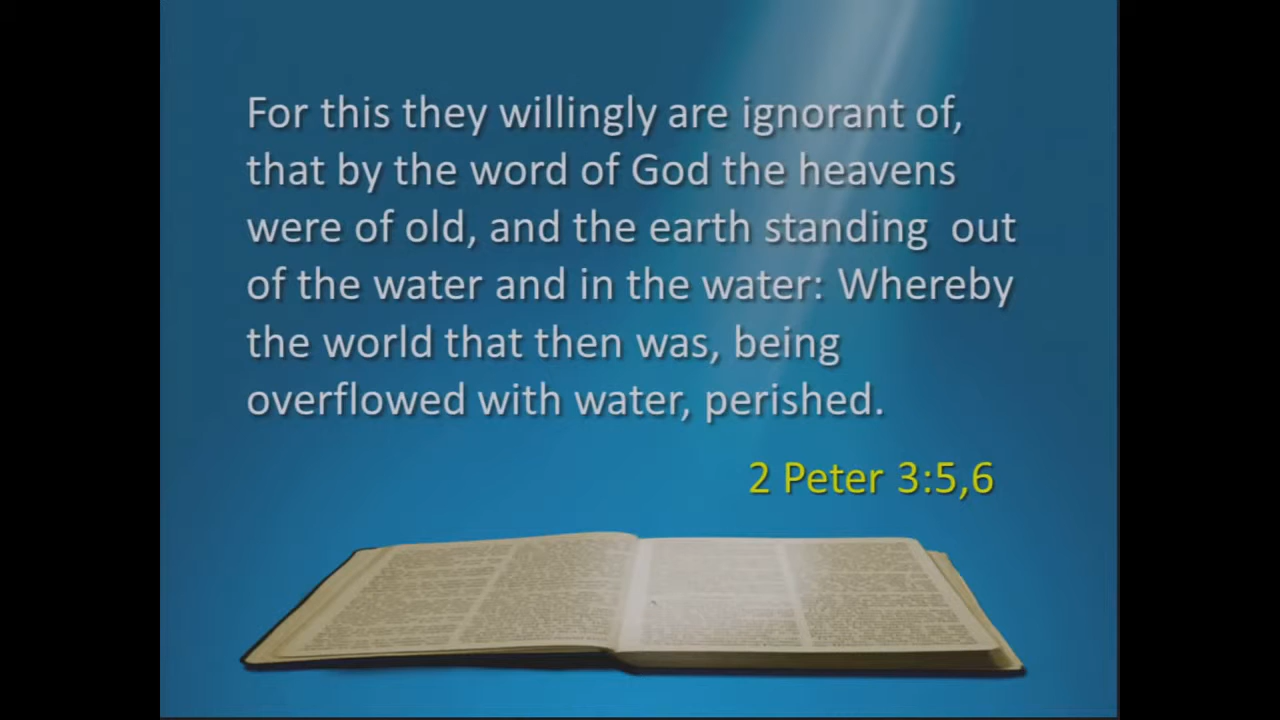 For this they willingly are ignorant of,
that by the word of God the heavens
were of old, and the earth standing  out
of the water and in the water: Whereby
the world that then was, being
overflowed with water, perished.
2 Peter 3:5,6